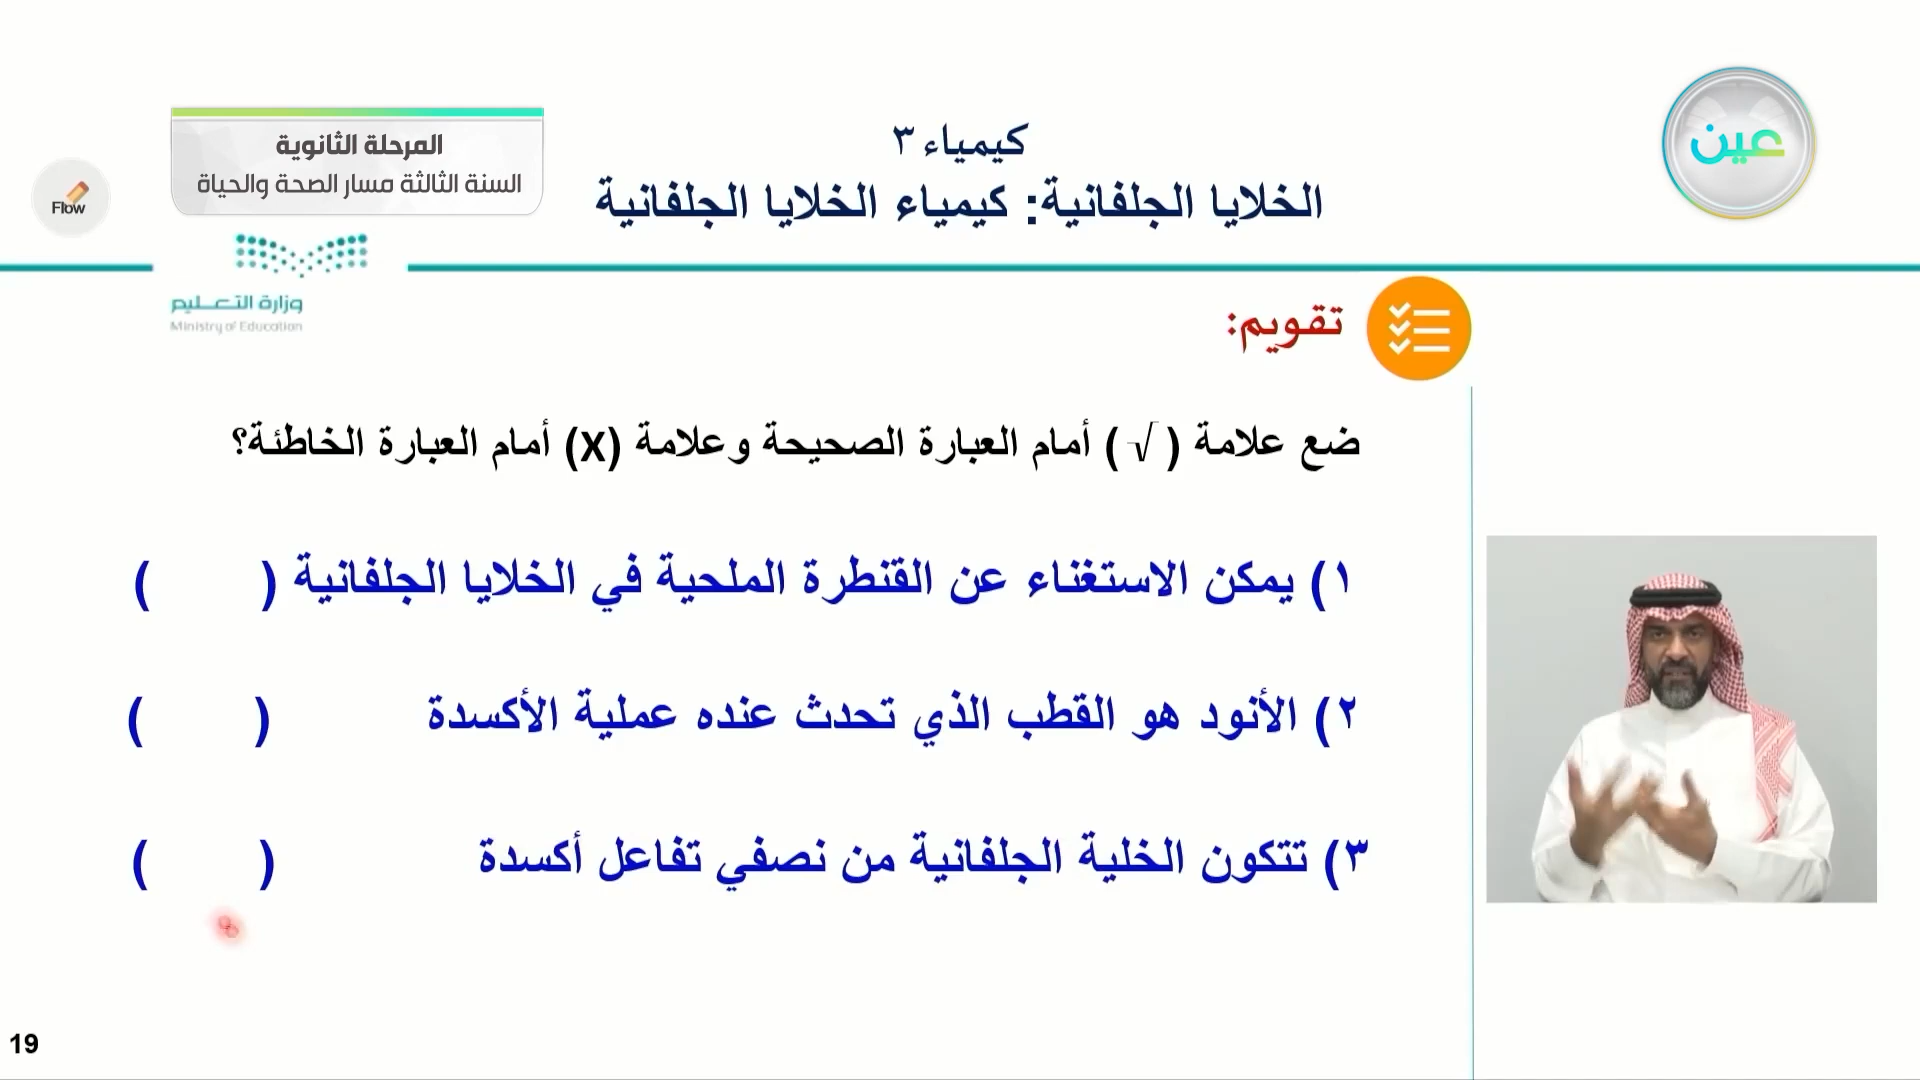 عين
كيمياء ٣
الخلايا الجلفانية: كيمياء الخلايا الجلفانية
المرحلة الثانوية
السنة الثالثة مسار الصحة والحياة
Flow
وزارة التعليم
Ministry of Education
تقويم:
ضع علامة ( √ ) أمام العبارة الصحيحة وعلامة (X) أمام العبارة الخاطئة؟
١) يمكن الاستغناء عن القنطرة الملحية في الخلايا الجلفانية ( )
٢) الأنود هو القطب الذي تحدث عنده عملية الأكسدة ( )
٣) تتكون الخلية الجلفانية من نصفي تفاعل أكسدة ( )
19